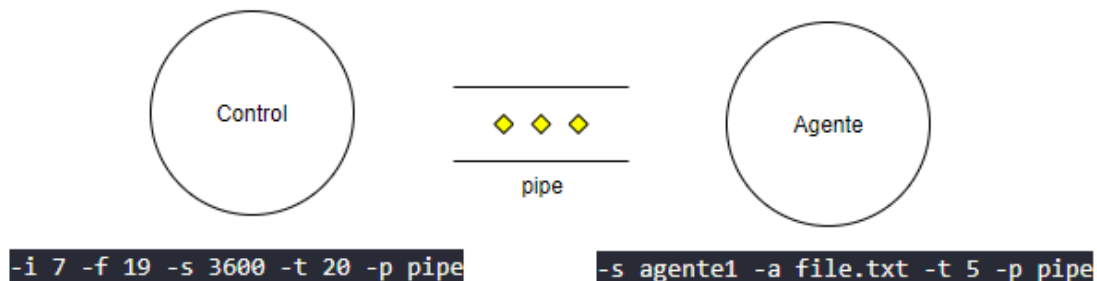 Control
Agente
pipe
-i 7 -f 19 -s 3600 -t 20 -p pipe
-s agente1 -a file.txt -t 5 -p pipe